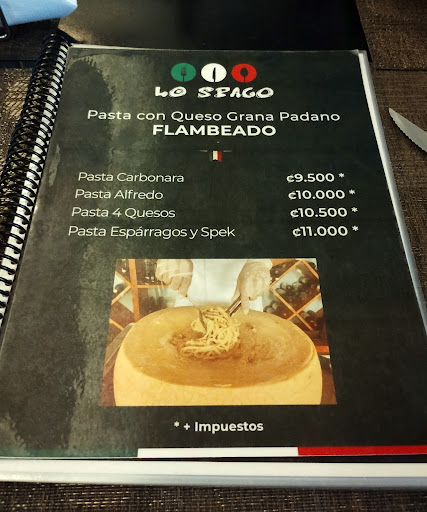 LO SPAGO
Pasta con Queso Grana Padano
FLAMBEADO
Pasta Carbonara ₡9.500 *
Pasta Alfredo ₡10.000 *
Pasta 4 Quesos ₡10.500 *
Pasta Espárragos y Spek ₡11.000 *
* + Impuestos